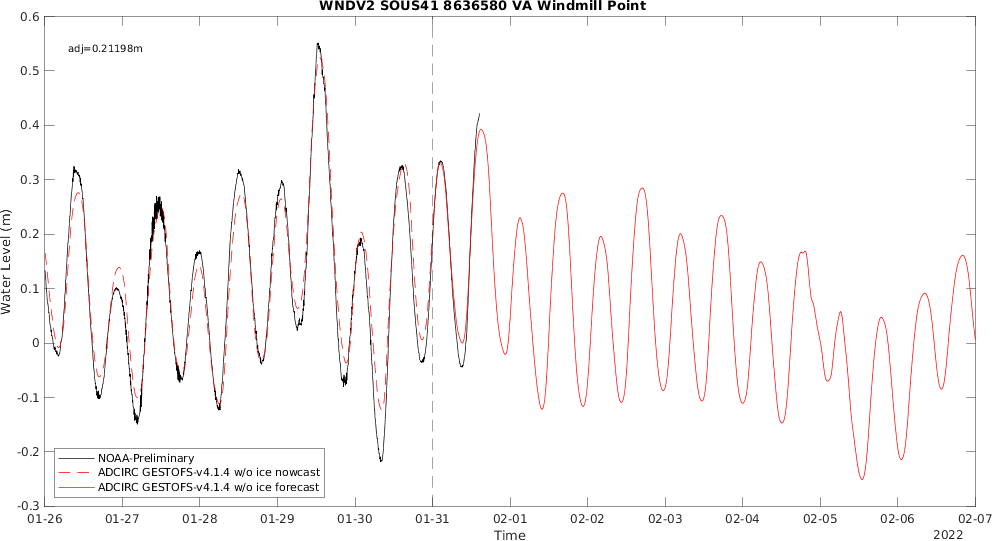 WNDV2 SOUS41 8636580 VA Windmill Point
adj=0.21198m
Water Level (m)
0.6
0.5
0.4
0.3
0.2
0.1
0
-0.1
-0.2
-0.3
NOAA-Preliminary
ADCIRC GESTOFS-v4.1.4 w/o ice nowcast
ADCIRC GESTOFS-v4.1.4 w/o ice forecast
01-26 01-27 01-28 01-29 01-30 01-31 02-01 02-02 02-03 02-04 02-05 02-06 02-07
Time
2022